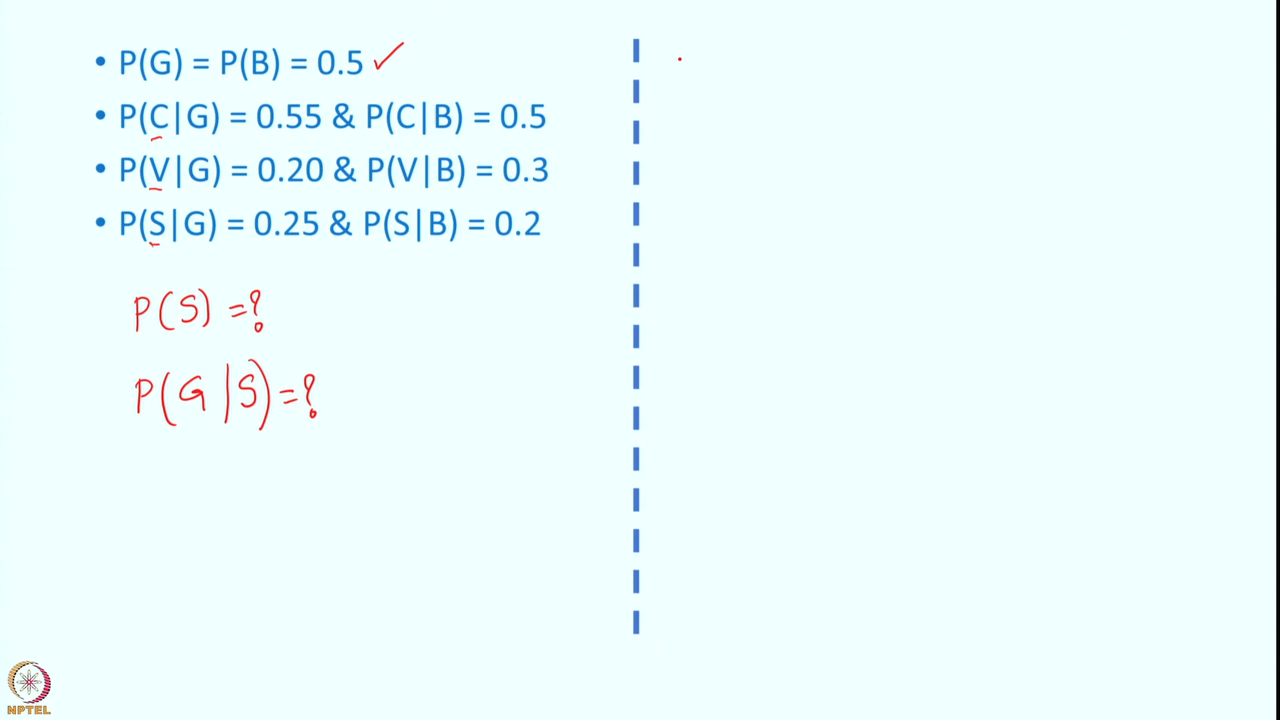 • P(G) = P(B) = 0.5 ✓
• P(C|G) = 0.55 & P(C|B) = 0.5
• P(V|G) = 0.20 & P(V|B) = 0.3
• P(S|G) = 0.25 & P(S|B) = 0.2
P(S) = ?
P(G|S) = ?
NPTEL